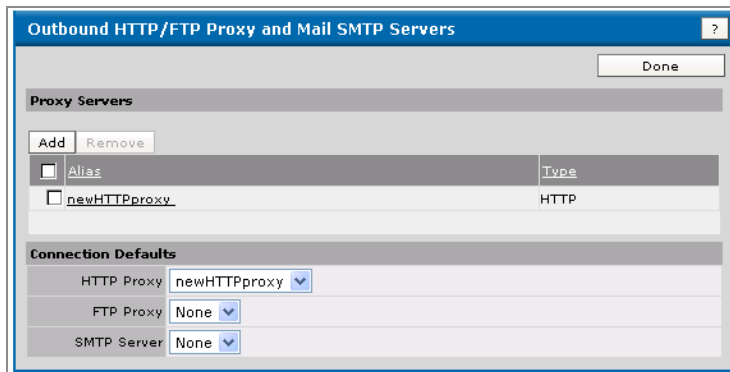 Outbound HTTP/FTP Proxy and Mail SMTP Servers ?
Done
Proxy Servers
Add Remove
Alias Type
newHTTPproxy HTTP
Connection Defaults
HTTP Proxy newHTTPproxy
FTP Proxy None
SMTP Server None